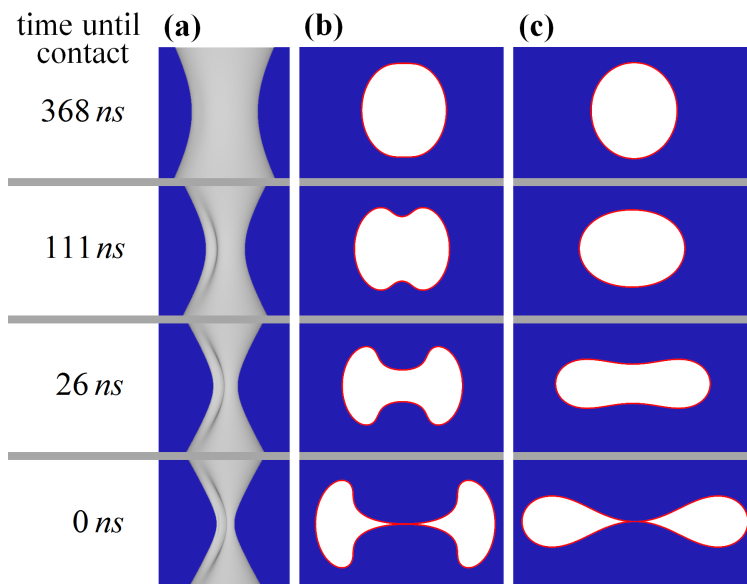 time until
contact
(a) (b) (c)
368 ns
111 ns
26 ns
0 ns